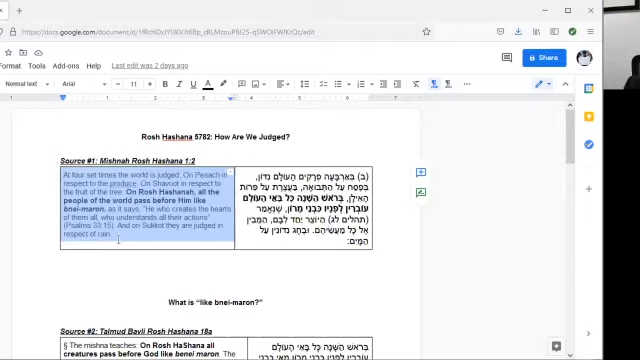 https://docs.google.com/document/d/
Format Tools Add-ons Help Last edit was 2 days ago
Share
Normal text Arial 11 B I U A
Rosh Hashana 5782: How Are We Judged?
Source #1: Mishnah Rosh Hashana 1:2
At four set times the world is judged. On Pesach in
respect to the produce. On Shavuot in respect to
the fruit of the tree. On Rosh Hashanah, all the
people of the world pass before Him like
bnei-maron, as it says: "He who creates the hearts
of them all, who understands all their actions"
(Psalms 33:15). And on Sukkot they are judged in
respect of rain.
(ב) בְּאַרְבָּעָה פְרָקִים הָעוֹלָם נִדּוֹן,
בְּפֶסַח עַל הַתְּבוּאָה, בַּעֲצֶרֶת עַל פֵּרוֹת
הָאִילָן, בְּרֹאשׁ הַשָּׁנָה כָּל בָּאֵי הָעוֹלָם
עוֹבְרִין לְפָנָיו כִּבְנֵי מָרוֹן, שֶׁנֶּאֱמַר
(תהלים לג) הַיּוֹצֵר יַחַד לִבָּם, הַמֵּבִין
אֶל כָּל מַעֲשֵׂיהֶם. וּבֶחָג נִדּוֹנִין עַל
הַמָּיִם:
What is "like bnei-maron?"
Source #2: Talmud Bavli Rosh Hashana 18a
§ The mishna teaches: On Rosh HaShana all
creatures pass before God like benei maron. The
בְּרֹאשׁ הַשָּׁנָה כָּל בָּאֵי הָעוֹלָם
עוֹבְרִין לְפָנָיו כִּבְנֵי מָרוֹן מַאי כִּבְנֵי